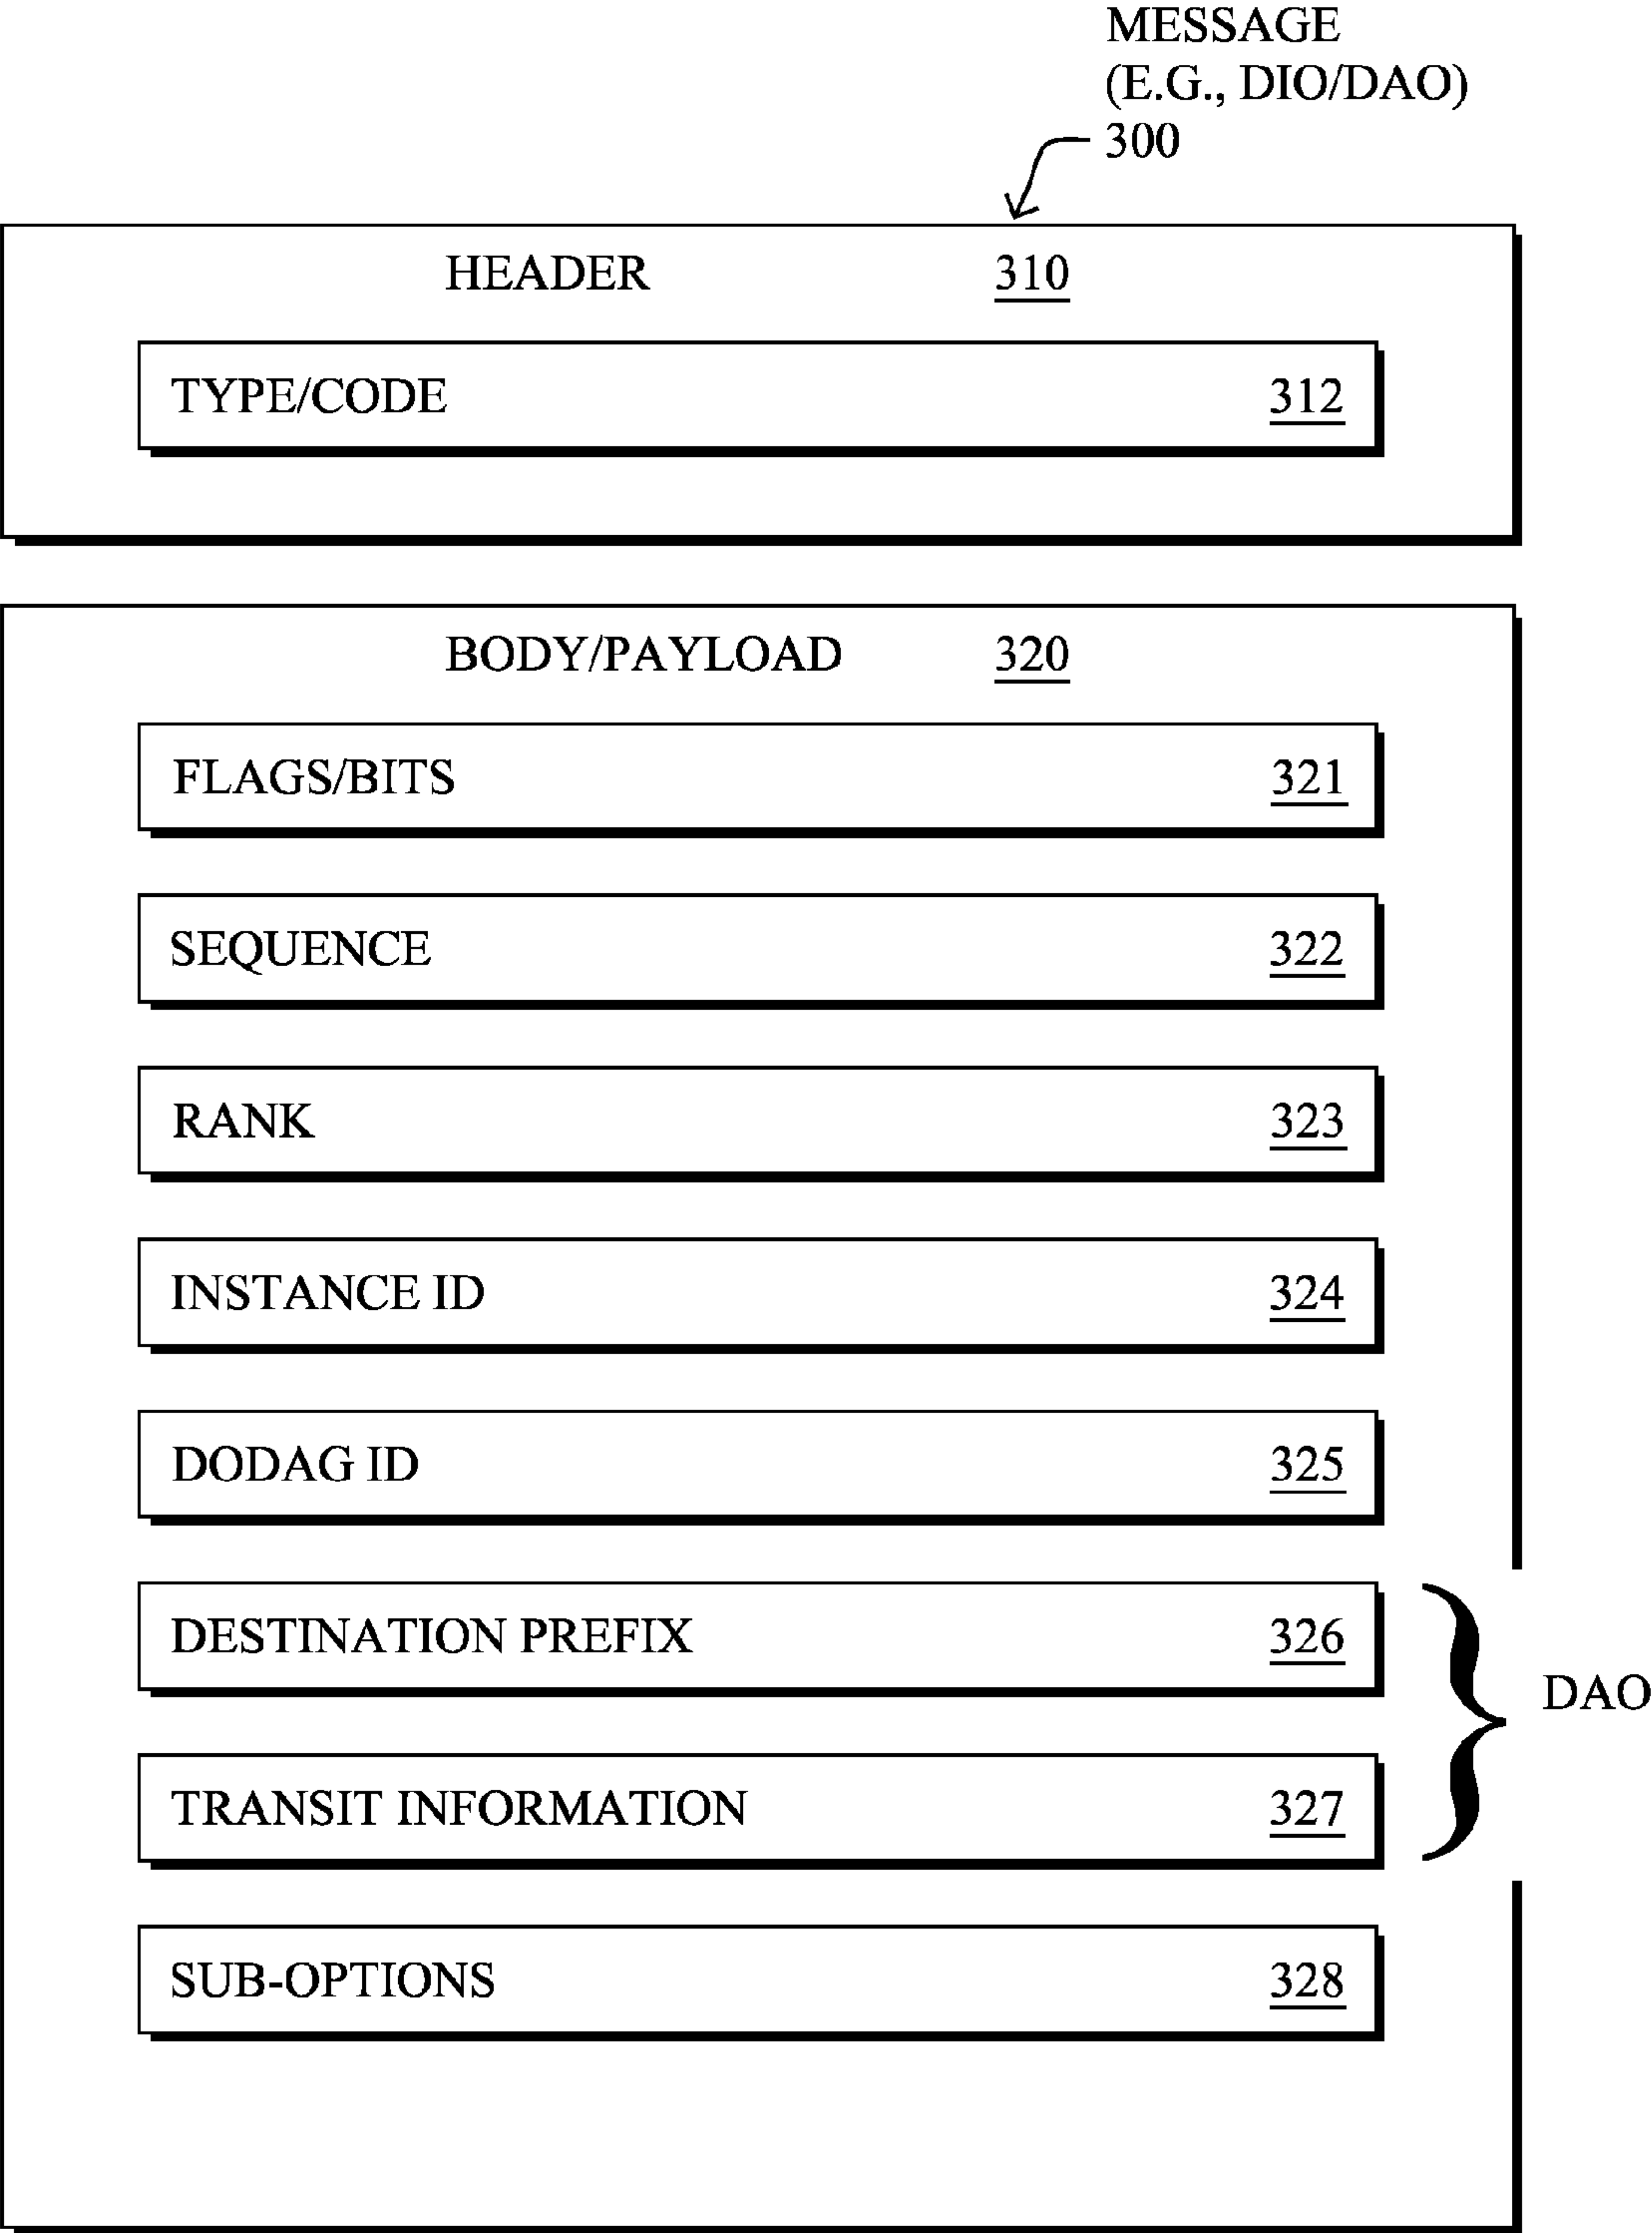 MESSAGE
(E.G., DIO/DAO)
300
HEADER 310
TYPE/CODE 312
BODY/PAYLOAD 320
FLAGS/BITS 321
SEQUENCE 322
RANK 323
INSTANCE ID 324
DODAG ID 325
DESTINATION PREFIX 326
DAO
TRANSIT INFORMATION 327
SUB-OPTIONS 328